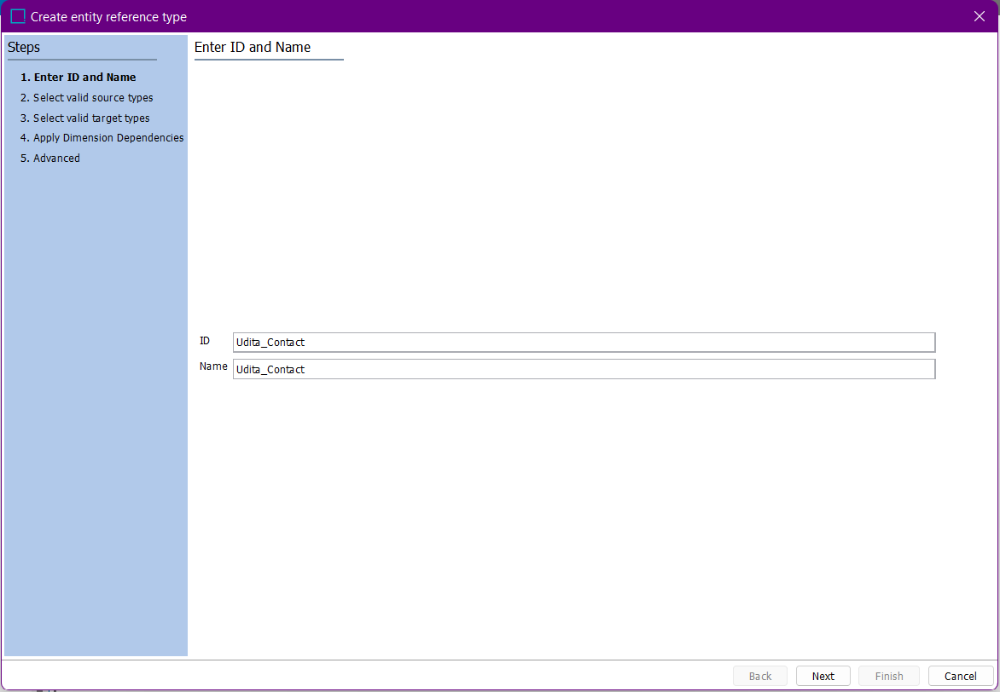 Create entity reference type
Steps
1. Enter ID and Name
2. Select valid source types
3. Select valid target types
4. Apply Dimension Dependencies
5. Advanced
Enter ID and Name
ID Udita_Contact
Name Udita_Contact
Back Next Finish Cancel